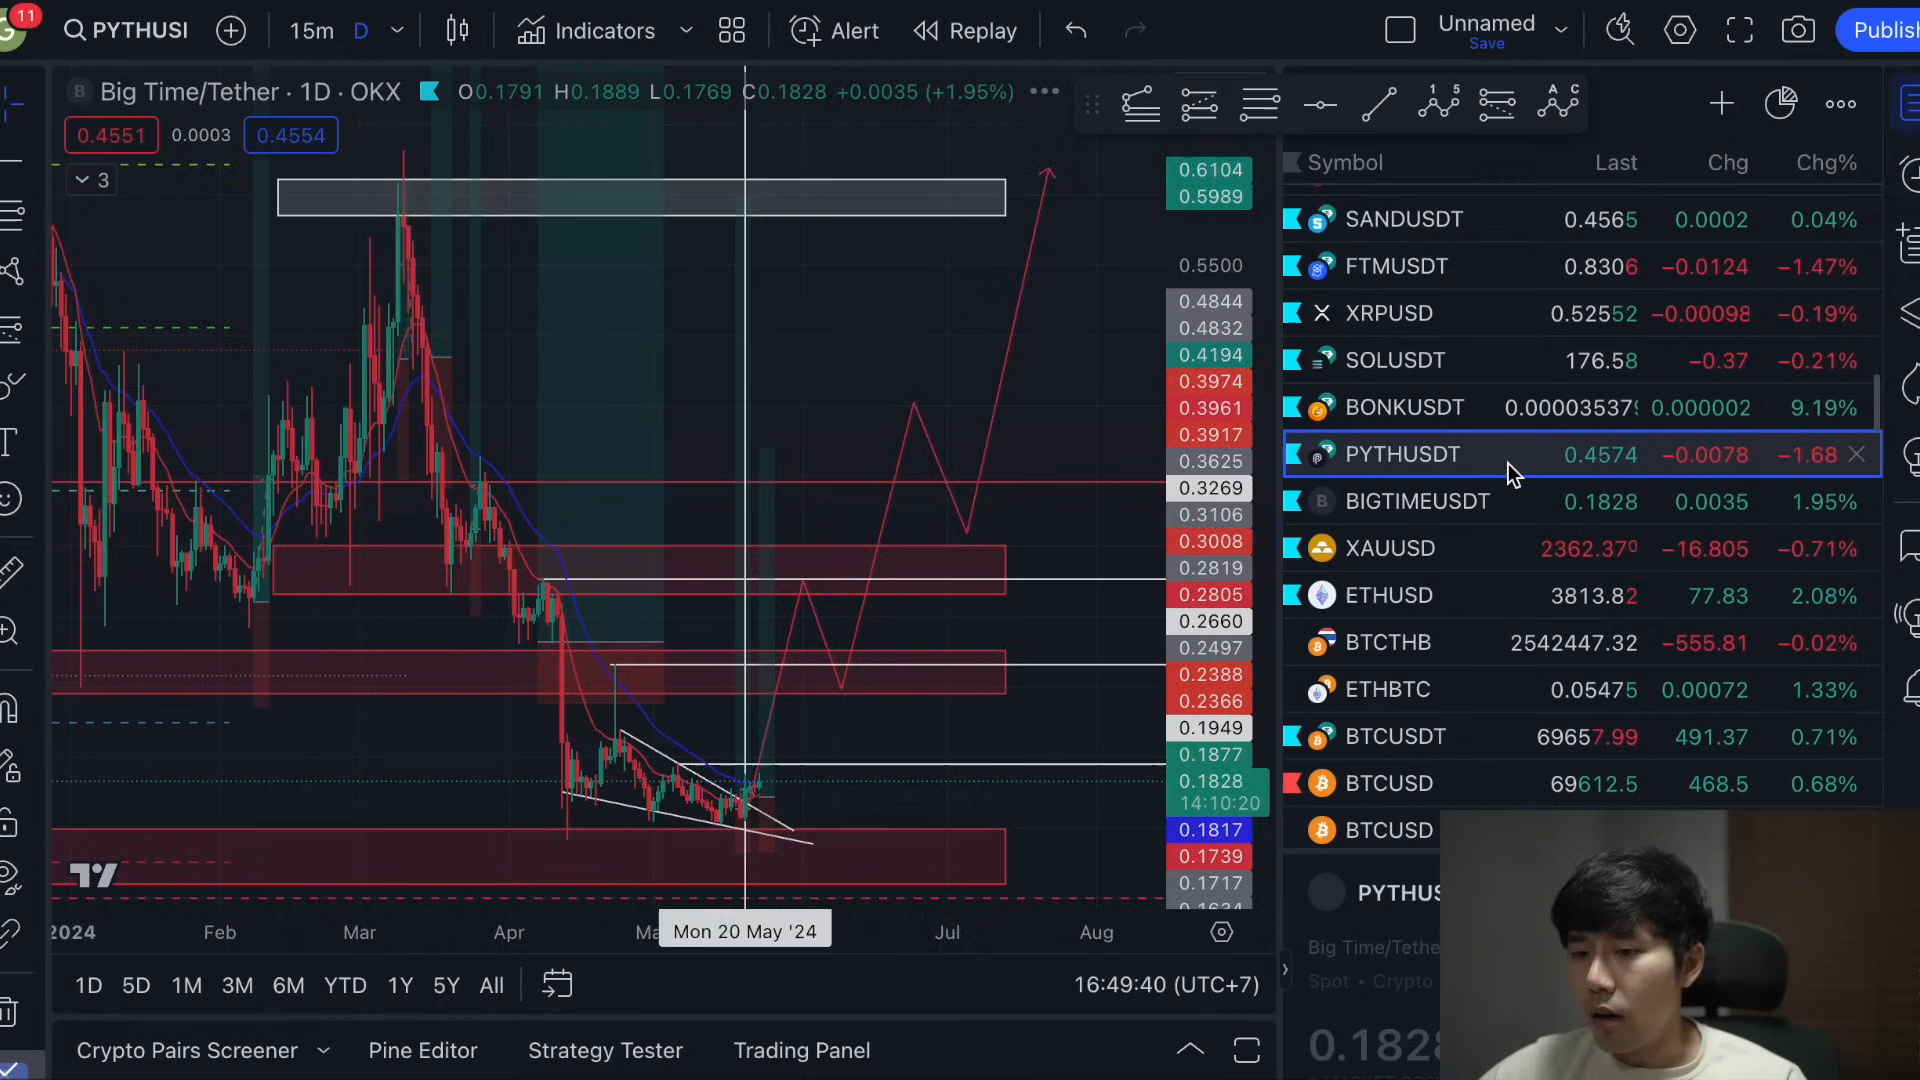 11
PYTHUSI
15m D
Indicators
Alert
Replay
Unnamed
Save
Publish
B Big Time/Tether · 1D · OKX O0.1791 H0.1889 L0.1769 C0.1828 +0.0035 (+1.95%)
0.4551 0.0003 0.4554
3
0.6104
0.5989
0.5500
0.4844
0.4832
0.4194
0.3974
0.3961
0.3917
0.3625
0.3269
0.3106
0.3008
0.2819
0.2805
0.2660
0.2497
0.2388
0.2366
0.1949
0.1877
0.1828
14:10:20
0.1817
0.1739
0.1717
0.1634
2024 Feb Mar Apr Ma Mon 20 May '24 Jul Aug
1D 5D 1M 3M 6M YTD 1Y 5Y All
16:49:40 (UTC+7)
Crypto Pairs Screener Pine Editor Strategy Tester Trading Panel
Symbol Last Chg Chg%
SANDUSDT 0.4565 0.0002 0.04%
FTMUSDT 0.8306 −0.0124 −1.47%
XRPUSD 0.52552 −0.00098 −0.19%
SOLUSDT 176.58 −0.37 −0.21%
BONKUSDT 0.00003537 0.000002 9.19%
PYTHUSDT 0.4574 −0.0078 −1.68
B BIGTIMEUSDT 0.1828 0.0035 1.95%
XAUUSD 2362.370 −16.805 −0.71%
ETHUSD 3813.82 77.83 2.08%
BTCTHB 2542447.32 −555.81 −0.02%
ETHBTC 0.05475 0.00072 1.33%
BTCUSDT 69657.99 491.37 0.71%
BTCUSD 69612.5 468.5 0.68%
BTCUSD
PYTHUS
Big Time/Tethe
Spot • Crypto
0.1828